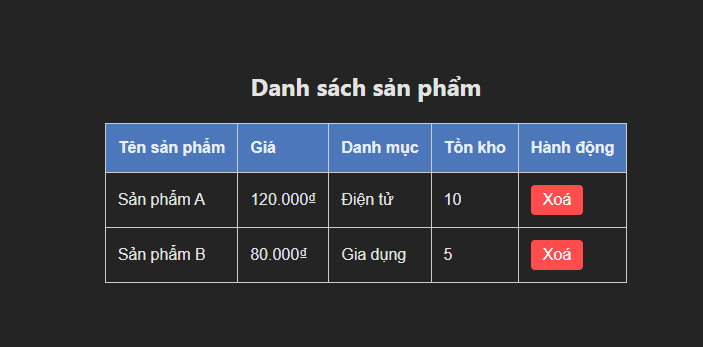 Danh sách sản phẩm
Tên sản phẩm Giá Danh mục Tồn kho Hành động
Sản phẩm A 120.000₫ Điện tử 10 Xoá
Sản phẩm B 80.000₫ Gia dụng 5 Xoá